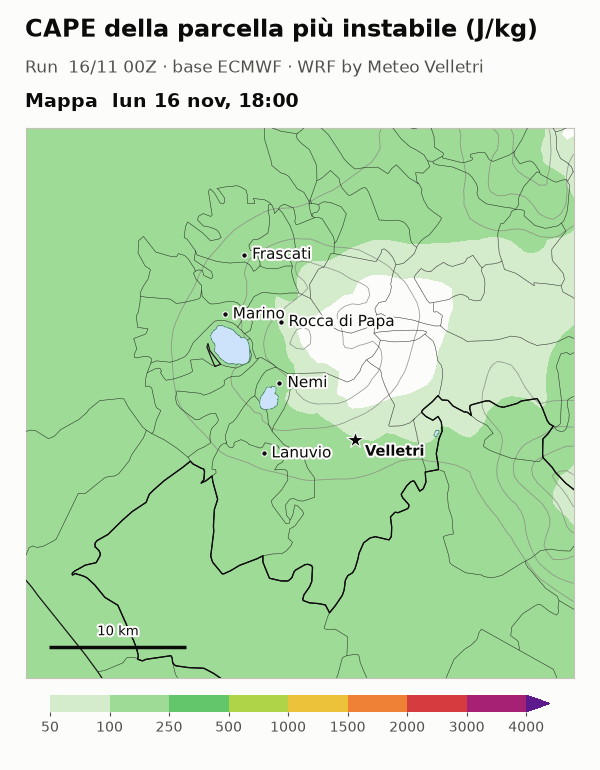 CAPE della parcella più instabile (J/kg)
Run  16/11 00Z · base ECMWF · WRF by Meteo Velletri
Mappa  lun 16 nov, 18:00
Frascati
Marino
Rocca di Papa
Nemi
Velletri
Lanuvio
10 km
50 100 250 500 1000 1500 2000 3000 4000